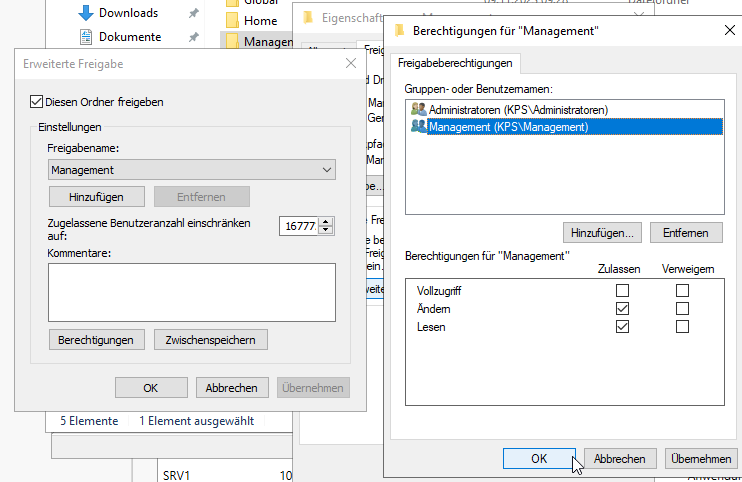 Global
Downloads
Home
Dokumente
Managem
Eigenschaft
Erweiterte Freigabe
Diesen Ordner freigeben
Einstellungen
Freigabename:
Management
Hinzufügen
Entfernen
Zugelassene Benutzeranzahl einschränken
auf:
16777
Kommentare:
Berechtigungen
Zwischenspeichern
OK
Abbrechen
Übernehmen
5 Elemente
1 Element ausgewählt
SRV1
10
Berechtigungen für "Management"
Freigabeberechtigungen
Gruppen- oder Benutzernamen:
Administratoren (KPS\Administratoren)
Management (KPS\Management)
Hinzufügen...
Entfernen
Berechtigungen für "Management"
Zulassen
Verweigern
Vollzugriff
Ändern
Lesen
OK
Abbrechen
Übernehmen